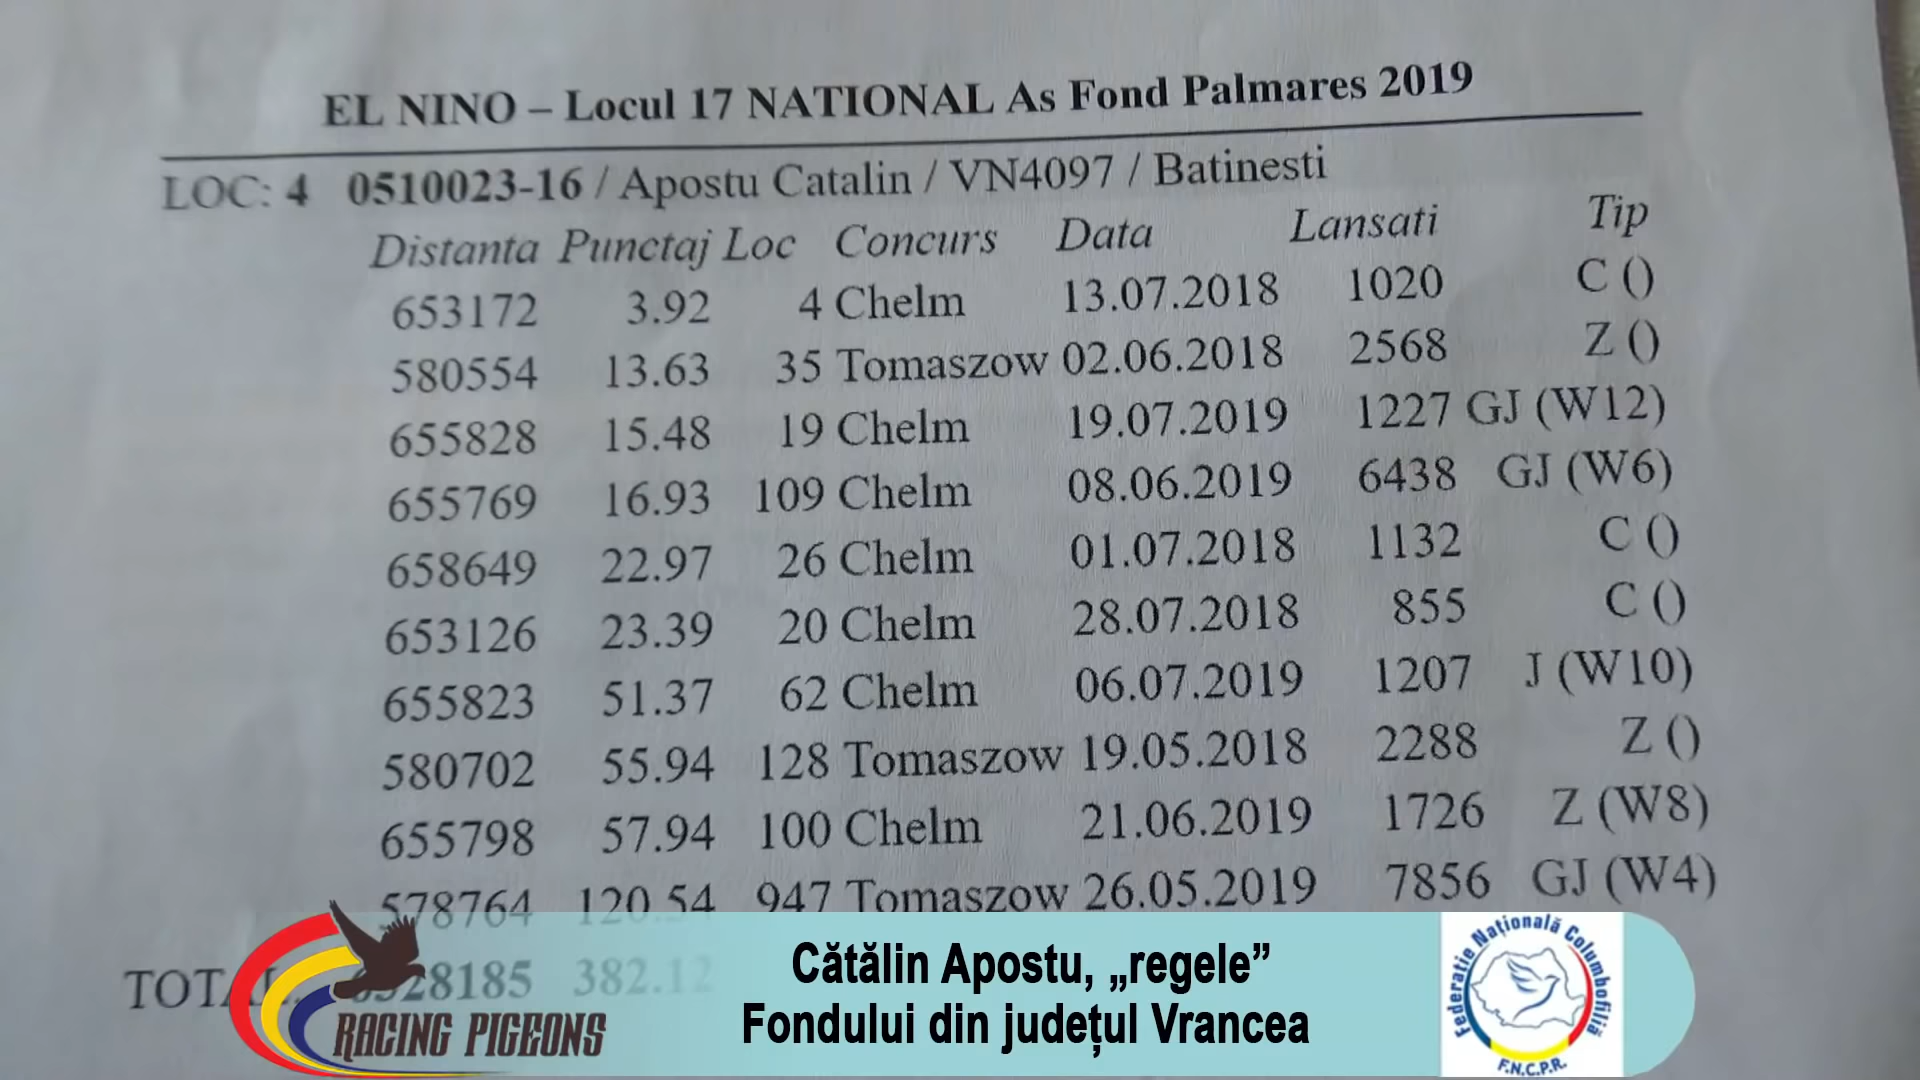 EL NINO – Locul 17 NATIONAL As Fond Palmares 2019
LOC: 4 0510023-16 / Apostu Catalin / VN4097 / Batinesti
Distanta Punctaj Loc Concurs Data Lansati Tip
653172 3.92 4 Chelm 13.07.2018 1020 C ()
580554 13.63 35 Tomaszow 02.06.2018 2568 Z ()
655828 15.48 19 Chelm 19.07.2019 1227 GJ (W12)
655769 16.93 109 Chelm 08.06.2019 6438 GJ (W6)
658649 22.97 26 Chelm 01.07.2018 1132 C ()
653126 23.39 20 Chelm 28.07.2018 855 C ()
655823 51.37 62 Chelm 06.07.2019 1207 J (W10)
580702 55.94 128 Tomaszow 19.05.2018 2288 Z ()
655798 57.94 100 Chelm 21.06.2019 1726 Z (W8)
578764 120.54 947 Tomaszow 26.05.2019 7856 GJ (W4)
382.12
RACING PIGEONS
Cătălin Apostu, „regele”
Fondului din județul Vrancea
Federatie Națională Columbofilă
F.N.C.P.R.